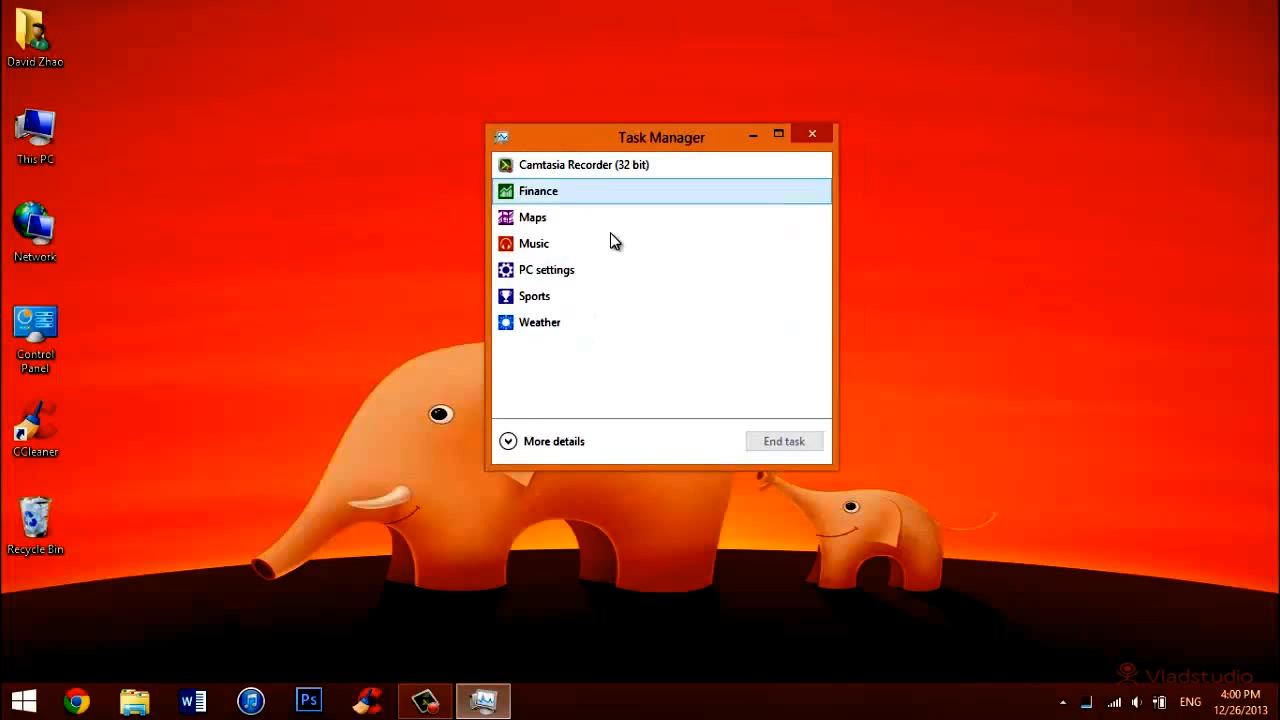 David Zhao
This PC
Network
Control
Panel
CCleaner
Recycle Bin
Task Manager
Camtasia Recorder (32 bit)
Finance
Maps
Music
PC settings
Sports
Weather
More details
End task
Vladstudio
Ps
ENG
4:00 PM
12/26/2013